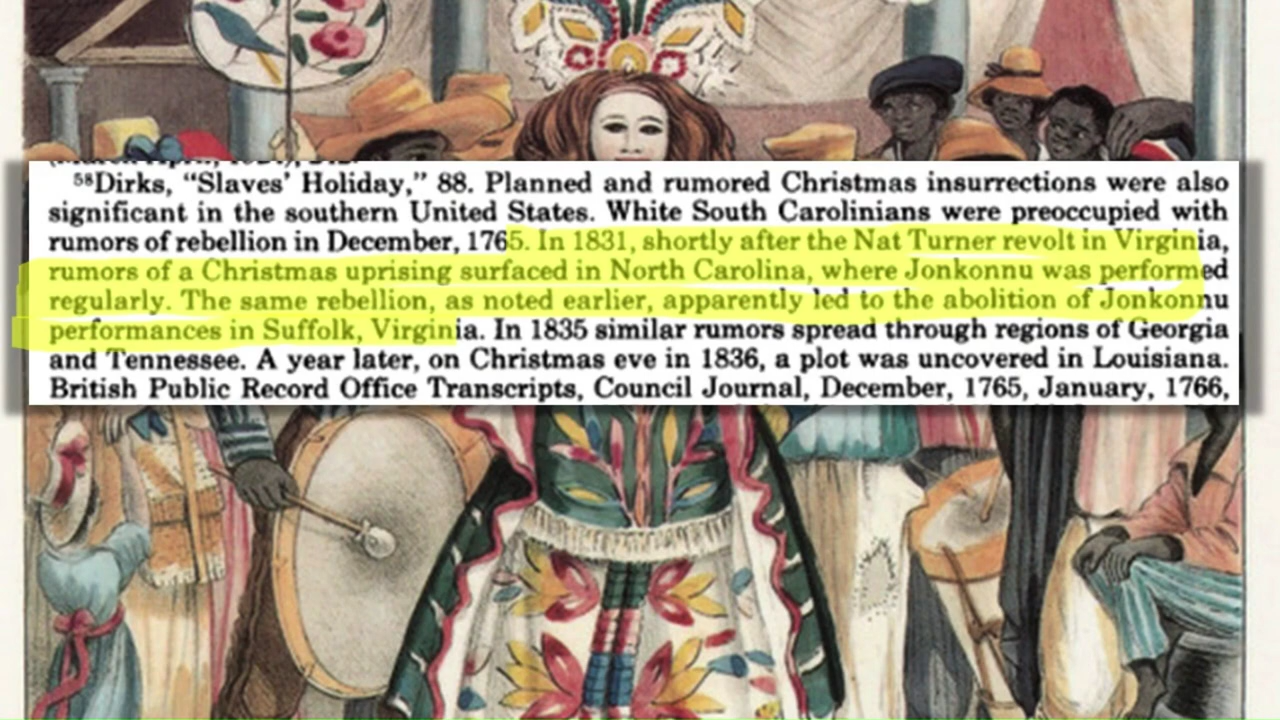 ⁵⁸Dirks, “Slaves’ Holiday,” 88. Planned and rumored Christmas insurrections were also
significant in the southern United States. White South Carolinians were preoccupied with
rumors of rebellion in December, 1765. In 1831, shortly after the Nat Turner revolt in Virginia,
rumors of a Christmas uprising surfaced in North Carolina, where Jonkonnu was performed
regularly. The same rebellion, as noted earlier, apparently led to the abolition of Jonkonnu
performances in Suffolk, Virginia. In 1835 similar rumors spread through regions of Georgia
and Tennessee. A year later, on Christmas eve in 1836, a plot was uncovered in Louisiana.
British Public Record Office Transcripts, Council Journal, December, 1765, January, 1766,